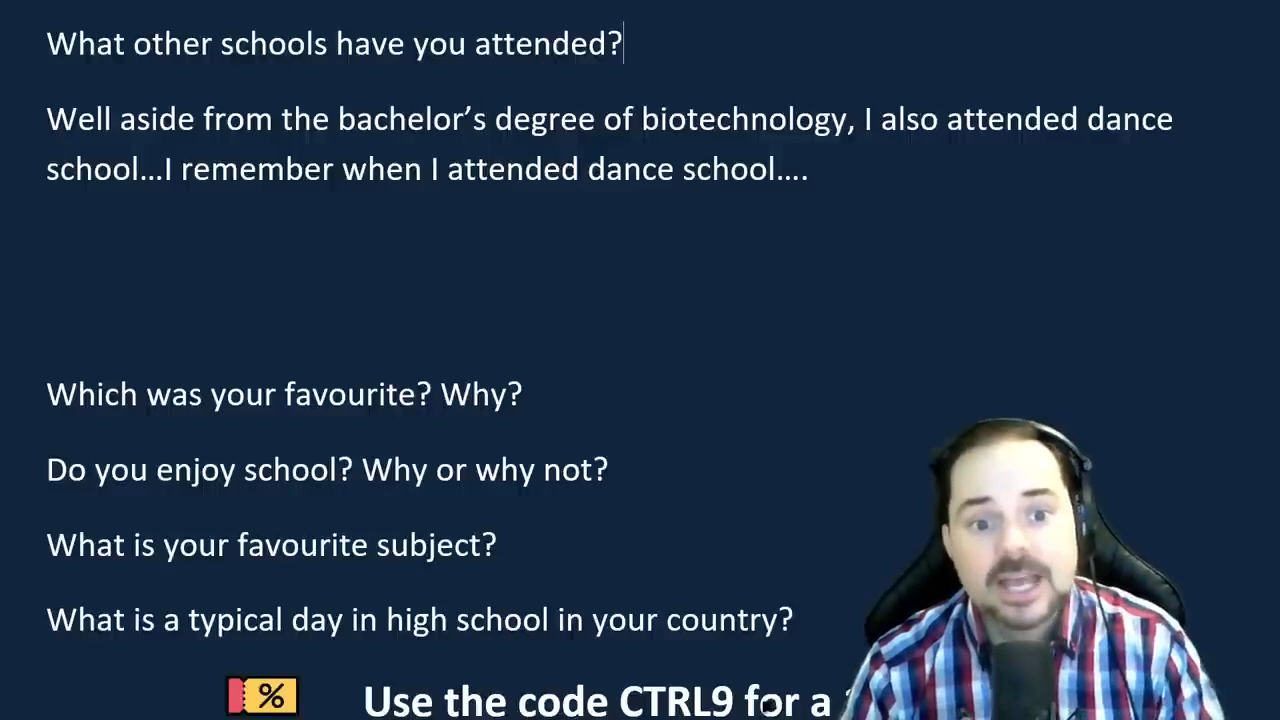 What other schools have you attended?
Well aside from the bachelor’s degree of biotechnology, I also attended dance
school…I remember when I attended dance school….
Which was your favourite? Why?
Do you enjoy school? Why or why not?
What is your favourite subject?
What is a typical day in high school in your country?
%
Use the code CTRL9 for a